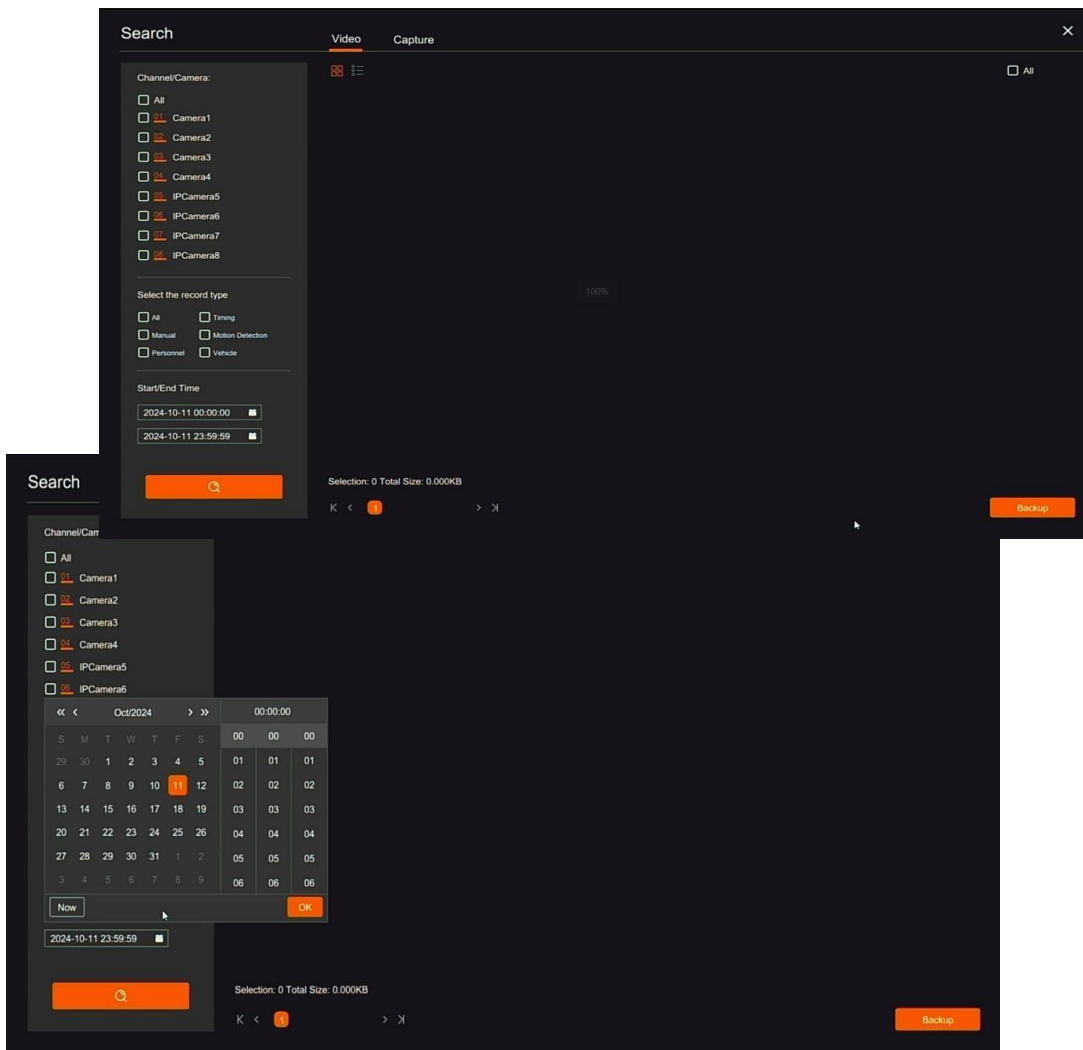 Search
Video Capture
Channel/Camera:
All
All
01 Camera1
02 Camera2
03 Camera3
04 Camera4
05 IPCamera5
06 IPCamera6
07 IPCamera7
08 IPCamera8
Select the record type
All Timing
Manual Motion Detection
Personnel Vehicle
100%
Start/End Time
2024-10-11 00:00:00
2024-10-11 23:59:59
Selection: 0 Total Size: 0.000KB
K < 1 > X
Backup
Search
Channel/Cam
All
01 Camera1
02 Camera2
03 Camera3
04 Camera4
05 IPCamera5
06 IPCamera6
« < Oct/2024 > » 00:00:00
S M T W T F S 00 00 00
29 30 1 2 3 4 5 01 01 01
6 7 8 9 10 11 12 02 02 02
13 14 15 16 17 18 19 03 03 03
20 21 22 23 24 25 26 04 04 04
27 28 29 30 31 1 2 05 05 05
3 4 5 6 7 8 9 06 06 06
Now OK
2024-10-11 23:59:59
Selection: 0 Total Size: 0.000KB
K < 1 > X
Backup